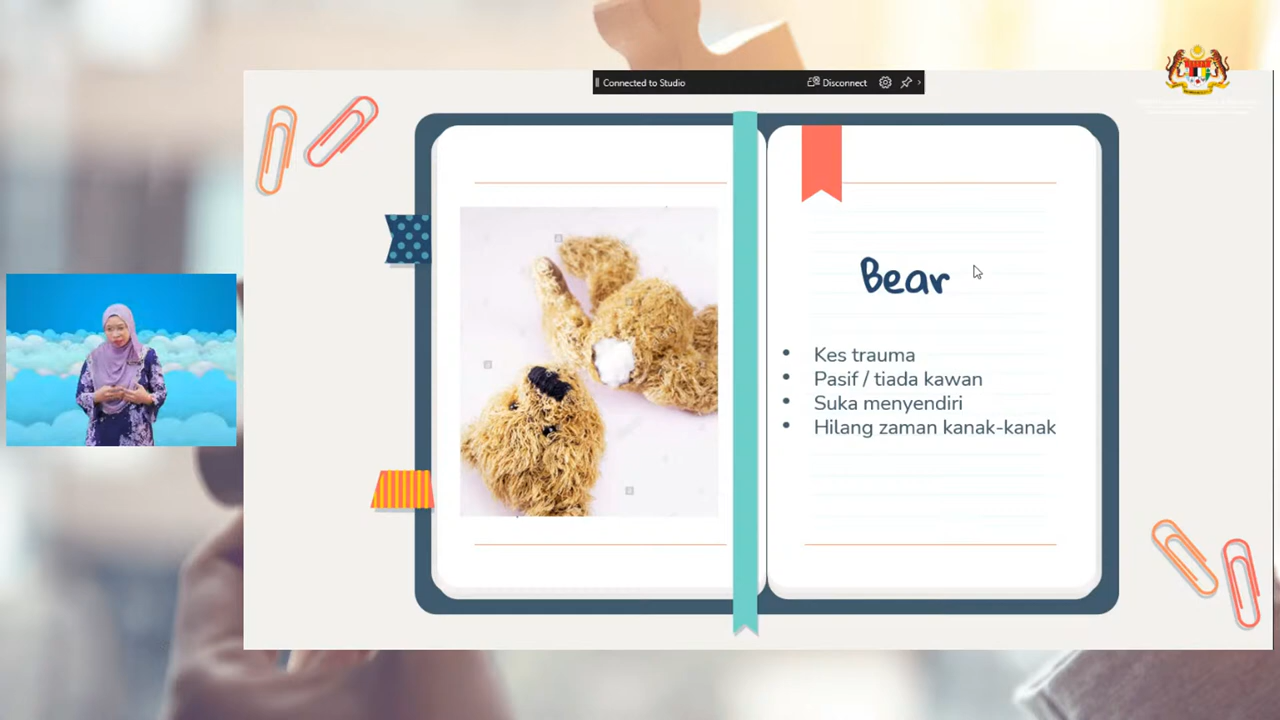 Connected to Studio
Disconnect
Bear
• Kes trauma
• Pasif / tiada kawan
• Suka menyendiri
• Hilang zaman kanak-kanak